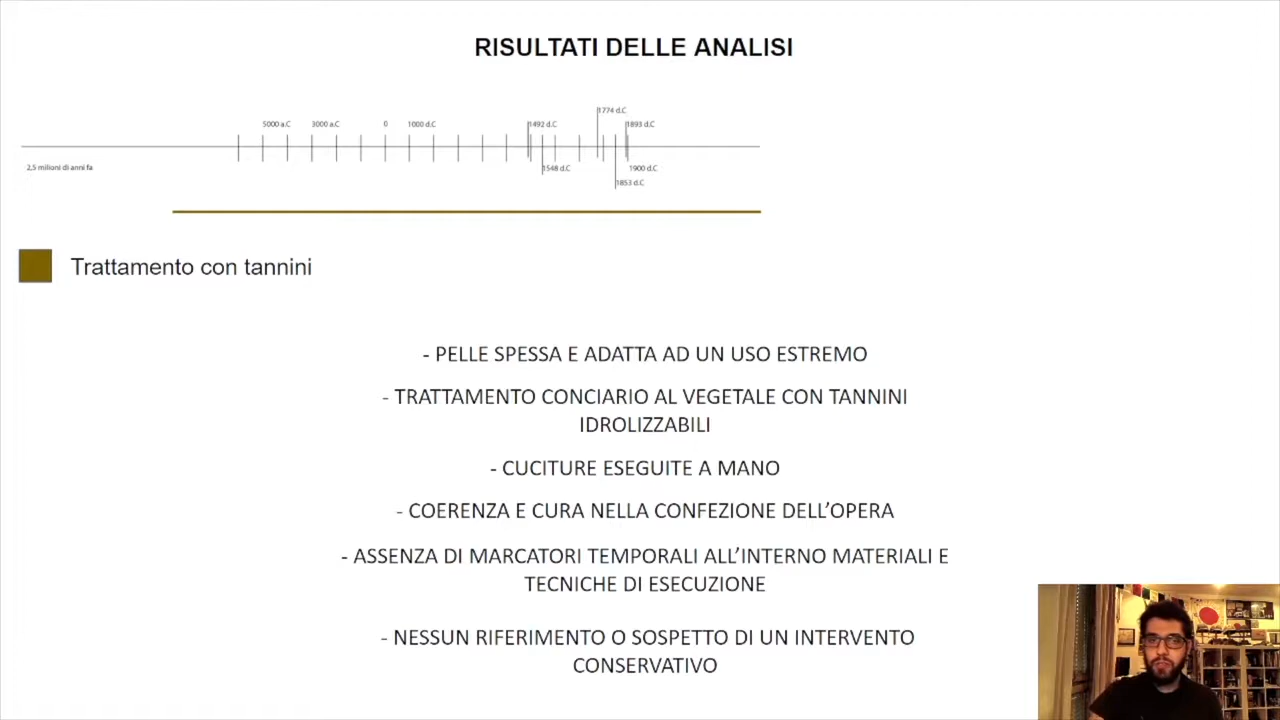 RISULTATI DELLE ANALISI
1774 d.C
5000 a.C 3000 a.C 0 1000 d.C 1492 d.C 1893 d.C
2,5 milioni di anni fa 1548 d.C 1900 d.C
1853 d.C
Trattamento con tannini
- PELLE SPESSA E ADATTA AD UN USO ESTREMO
- TRATTAMENTO CONCIARIO AL VEGETALE CON TANNINI
IDROLIZZABILI
- CUCITURE ESEGUITE A MANO
- COERENZA E CURA NELLA CONFEZIONE DELL’OPERA
- ASSENZA DI MARCATORI TEMPORALI ALL’INTERNO MATERIALI E
TECNICHE DI ESECUZIONE
- NESSUN RIFERIMENTO O SOSPETTO DI UN INTERVENTO
CONSERVATIVO